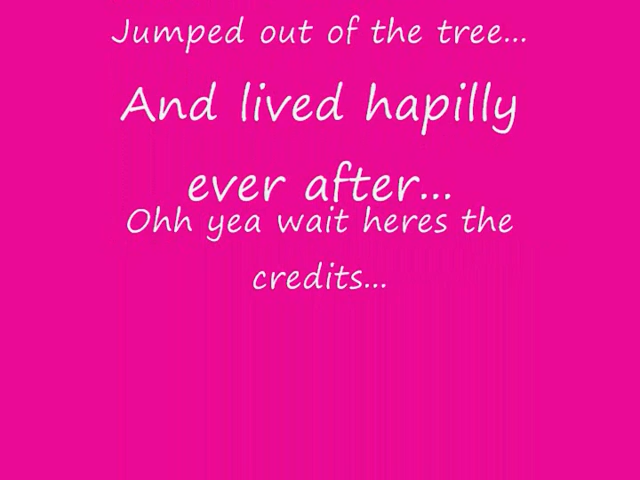 Jumped out of the tree...
And lived hapilly
ever after...
Ohh yea wait heres the
credits...